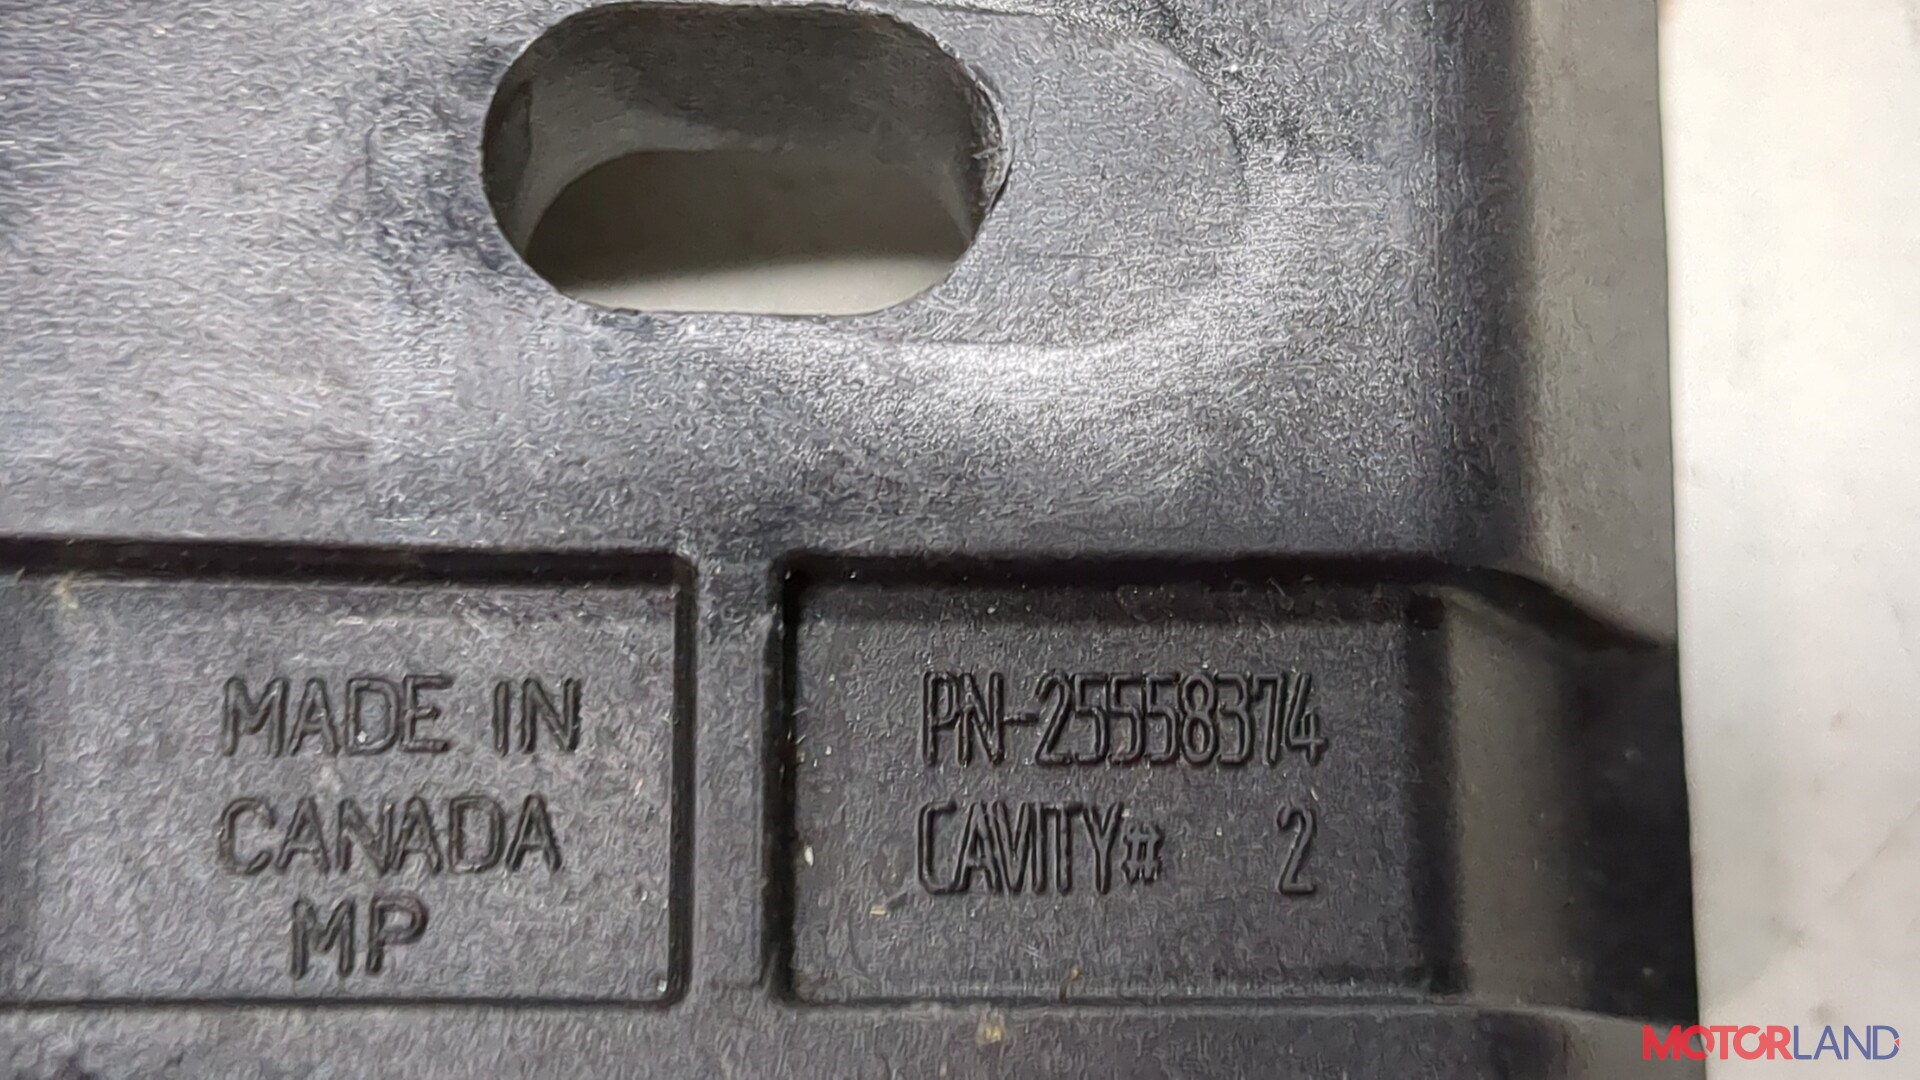 MADE IN
CANADA
MP
PN-25558374
CAVITY# 2
MOTORLAND